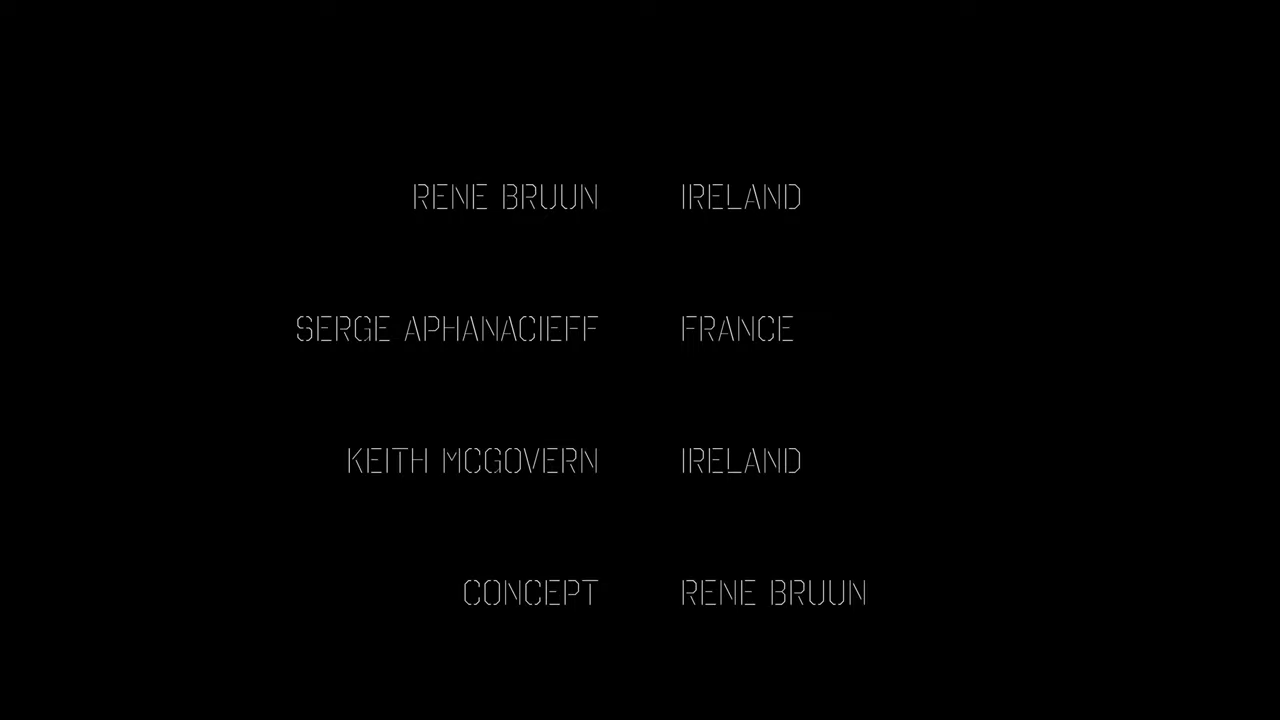 RENE BRUUN IRELAND
SERGE APHANACIEFF FRANCE
KEITH MCGOVERN IRELAND
CONCEPT RENE BRUUN